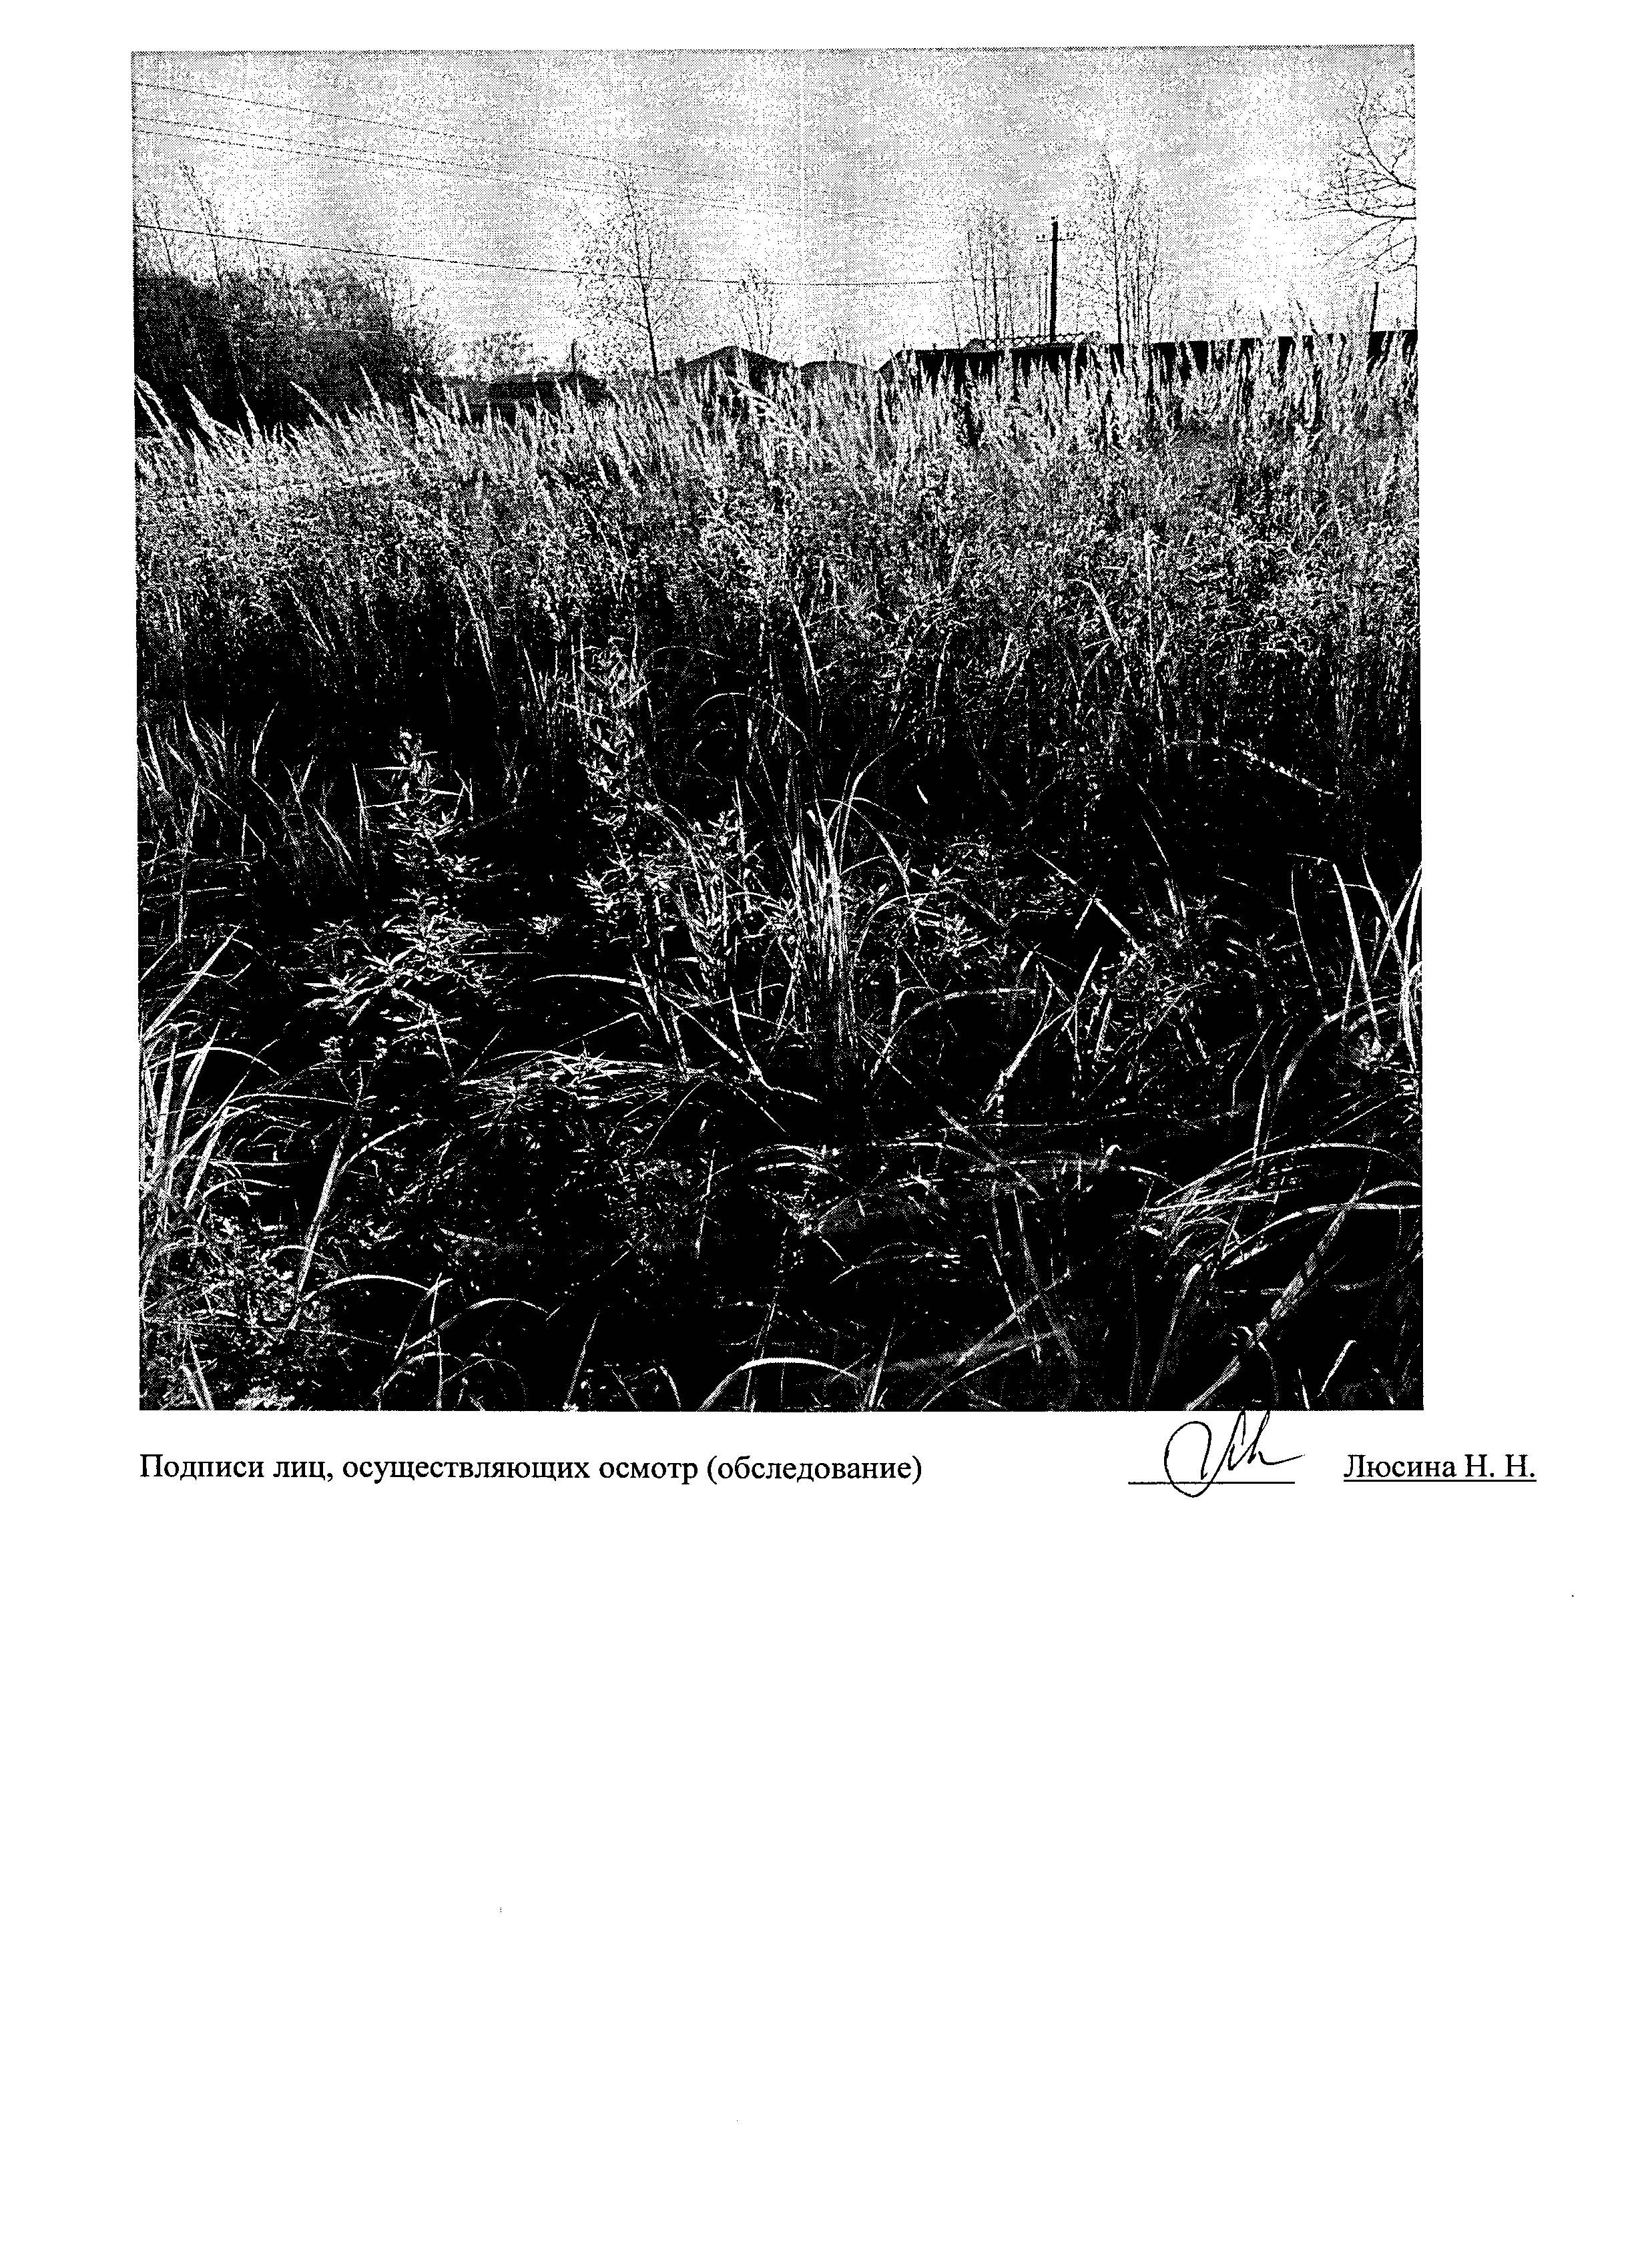 Подписи лиц, осуществляющих осмотр (обследование) Люсина Н. Н.